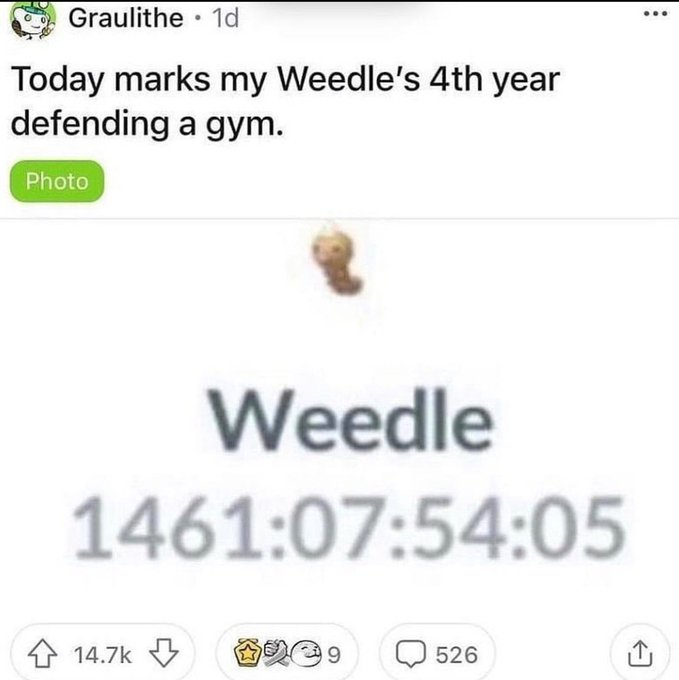 Graulithe • 1d
Today marks my Weedle's 4th year
defending a gym.
Photo
Weedle
1461:07:54:05
14.7k 9 526